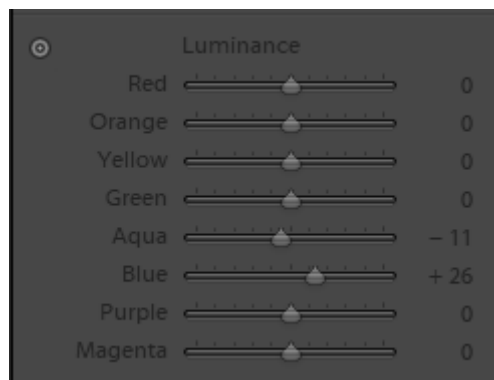 Luminance
Red 0
Orange 0
Yellow 0
Green 0
Aqua – 11
Blue + 26
Purple 0
Magenta 0